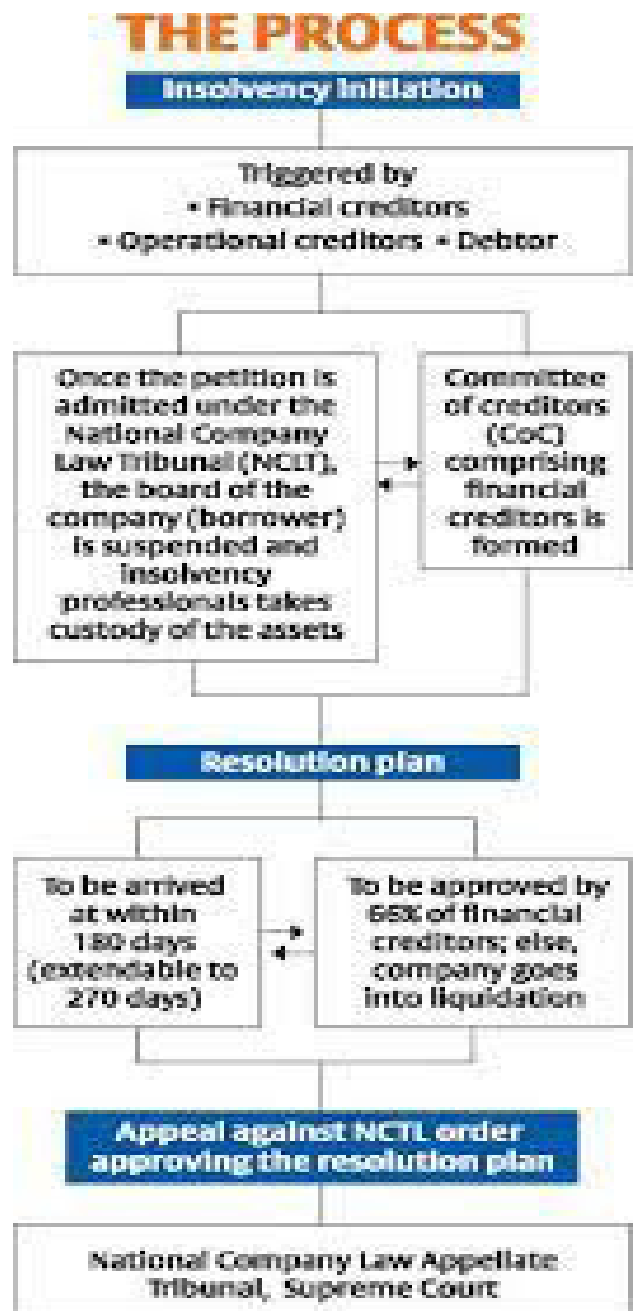 THE PROCESS
Insolvency Initiation
Triggered by
• Financial creditors
• Operational creditors • Debtor
Once the petition is
admitted under the
National Company
Law Tribunal (NCLT),
the board of the
company (borrower)
is suspended and
insolvency
professionals takes
custody of the assets
Committee
of creditors
(CoC)
comprising
financial
creditors is
formed
Resolution plan
To be arrived
at within
180 days
(extendable to
270 days)
To be approved by
66% of financial
creditors; else,
company goes
into liquidation
Appeal against NCTL order
approving the resolution plan
National Company Law Appellate
Tribunal, Supreme Court